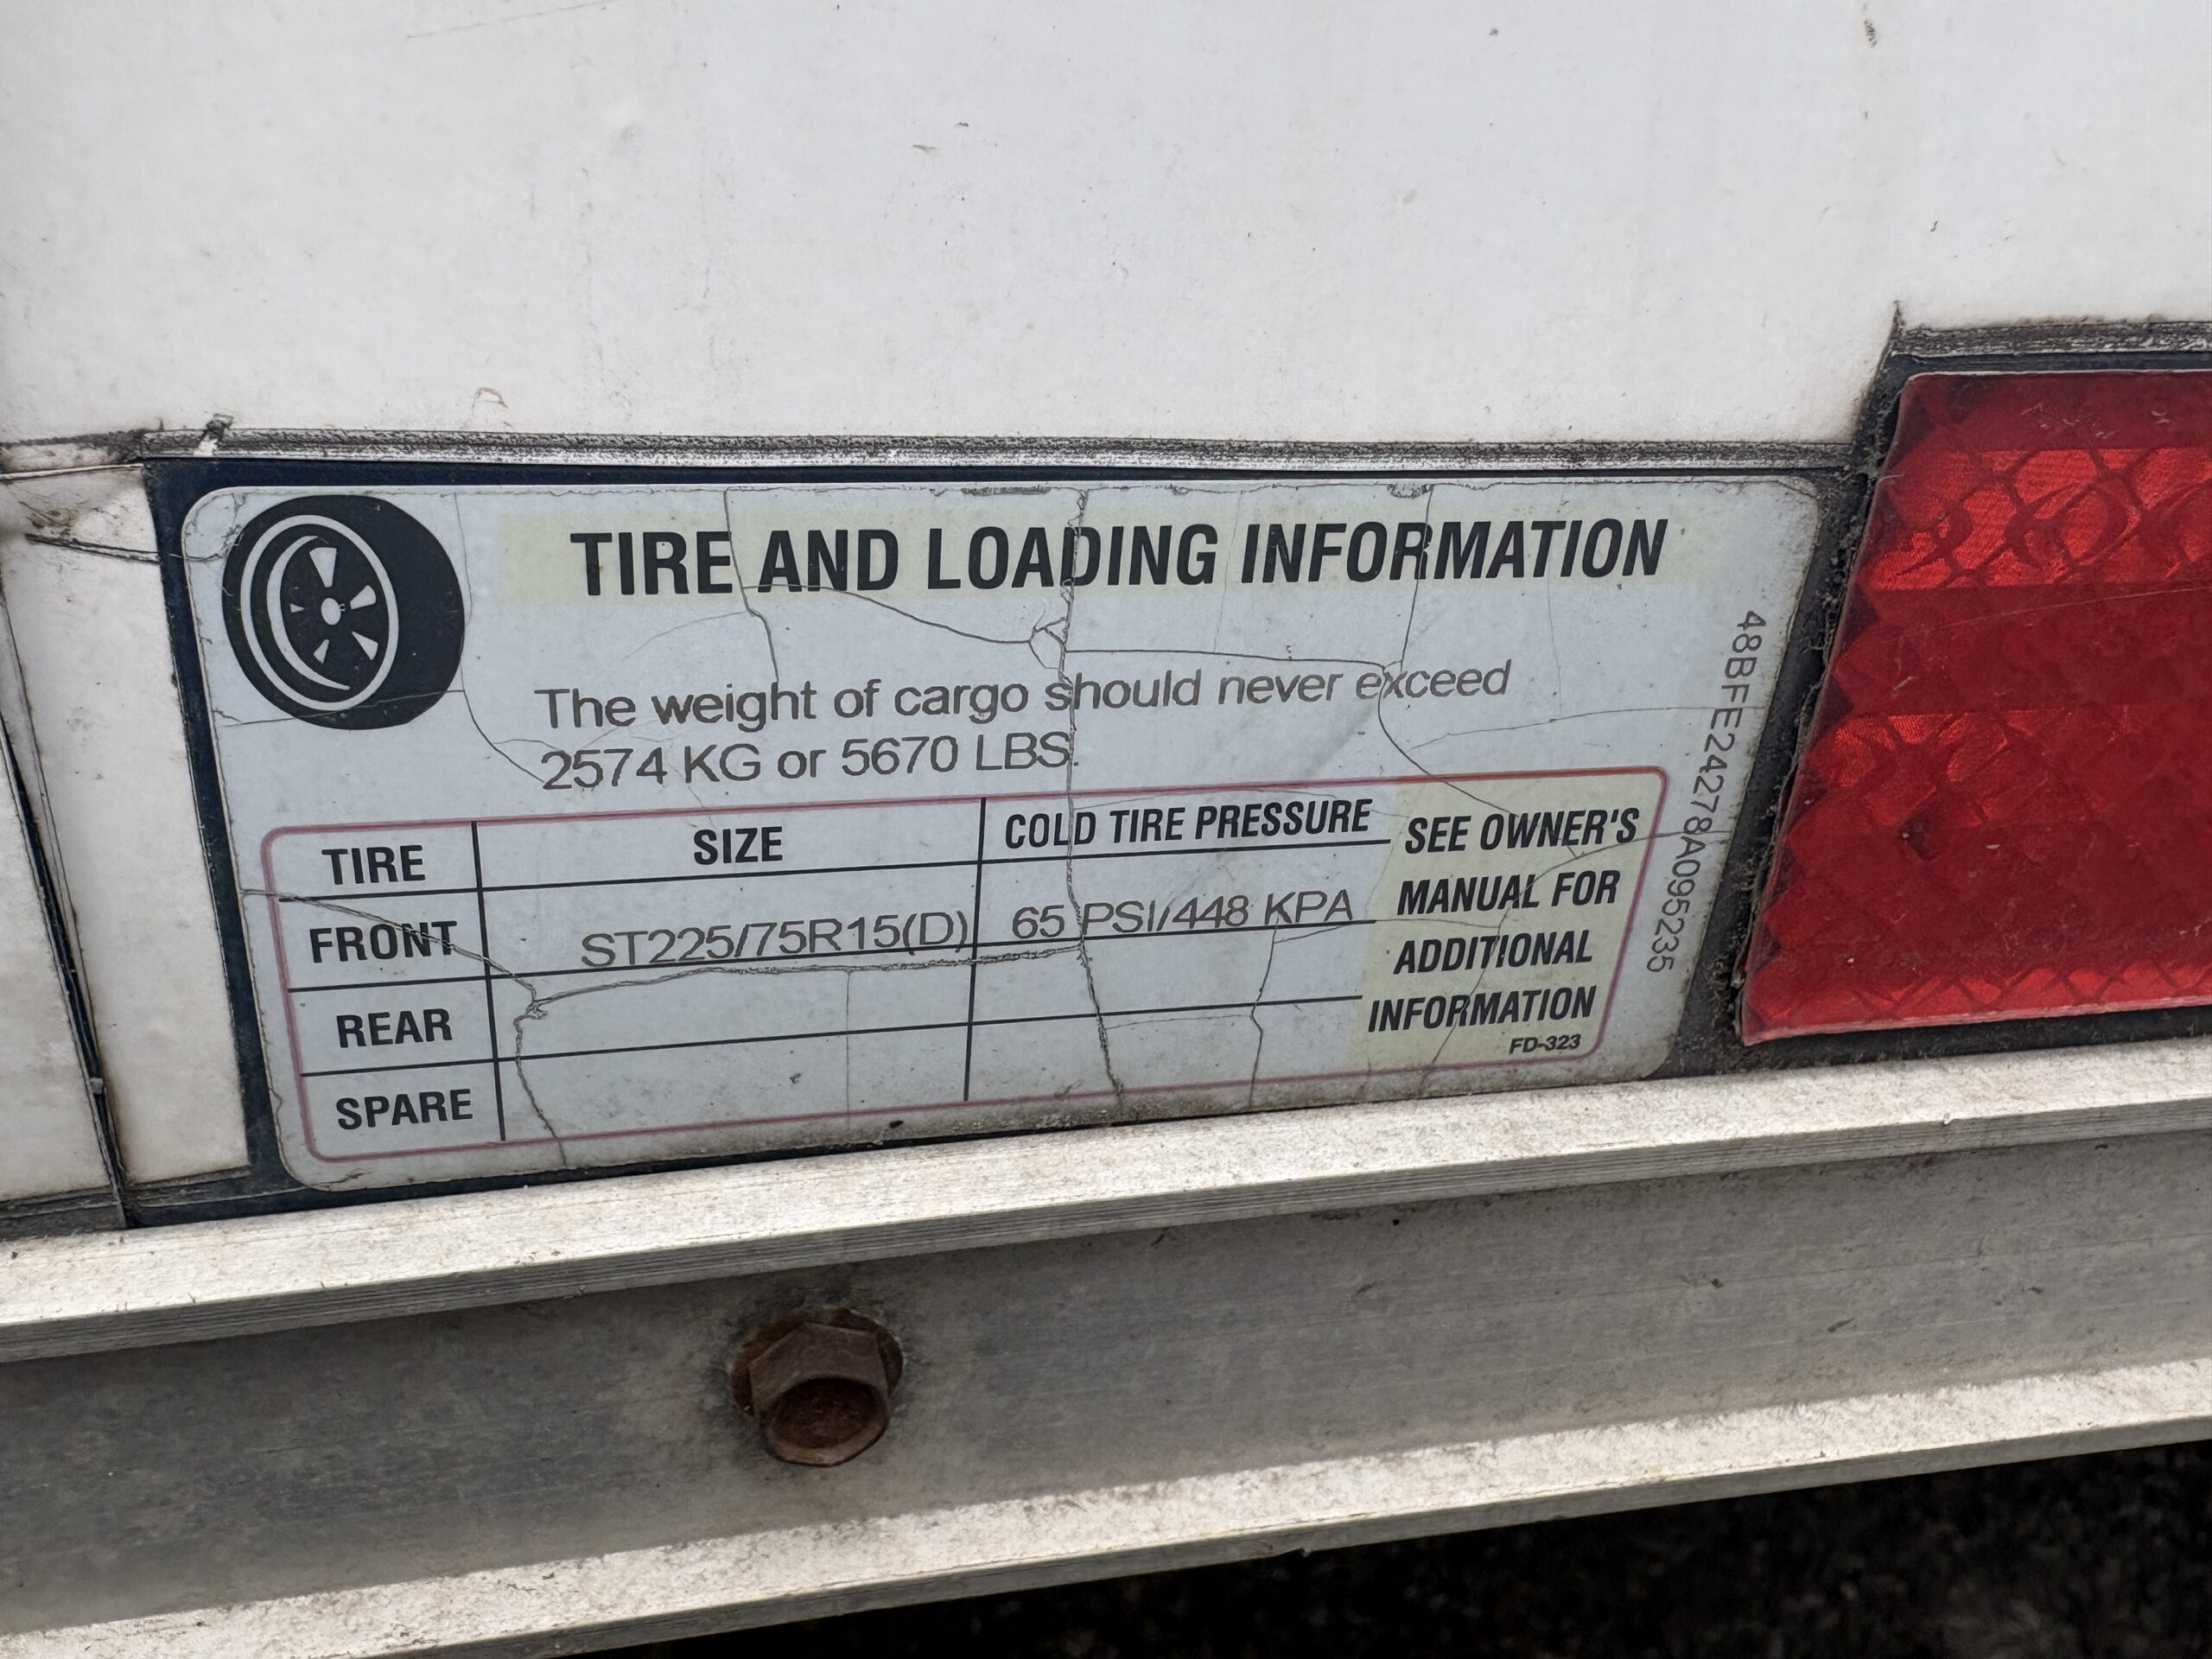 TIRE AND LOADING INFORMATION
The weight of cargo should never exceed
2574 KG or 5670 LBS.
TIRE SIZE COLD TIRE PRESSURE
FRONT ST225/75R15(D) 65 PSI/448 KPA
REAR
SPARE
SEE OWNER'S
MANUAL FOR
ADDITIONAL
INFORMATION
FD-323
48BFE24278A095235